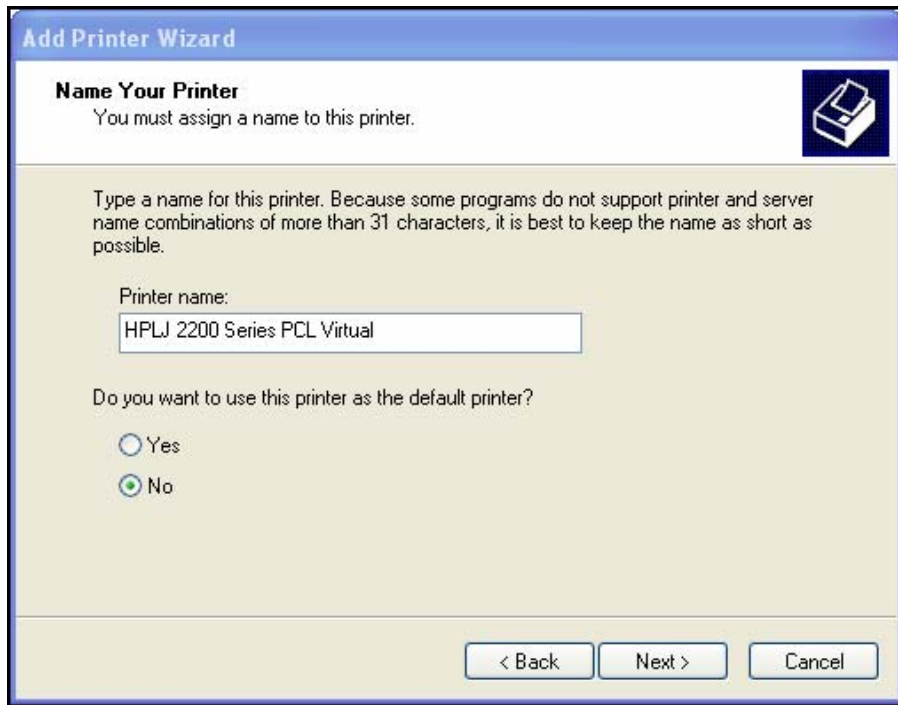 Add Printer Wizard
Name Your Printer
You must assign a name to this printer.
Type a name for this printer. Because some programs do not support printer and server
name combinations of more than 31 characters, it is best to keep the name as short as
possible.
Printer name:
HPLJ 2200 Series PCL Virtual
Do you want to use this printer as the default printer?
Yes
No
< Back Next > Cancel